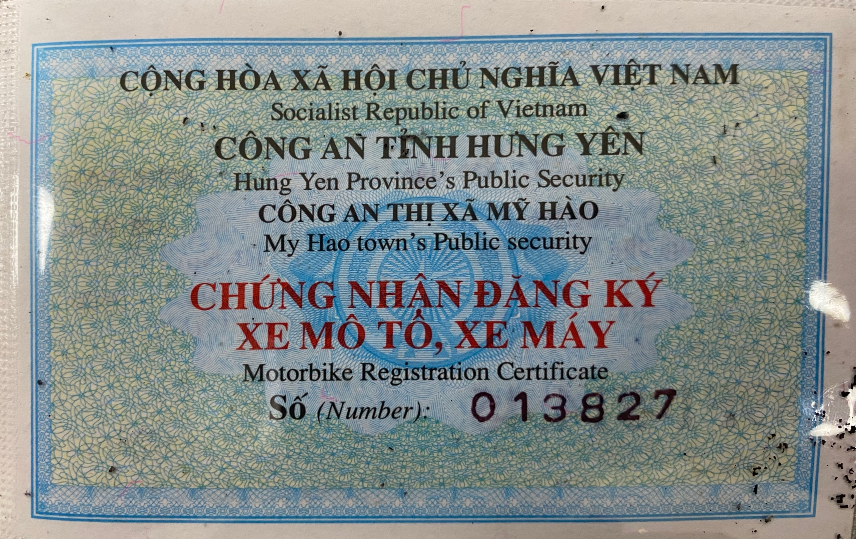 CỘNG HÒA XÃ HỘI CHỦ NGHĨA VIỆT NAM
Socialist Republic of Vietnam
CÔNG AN TỈNH HƯNG YÊN
Hung Yen Province's Public Security
CÔNG AN THỊ XÃ MỸ HÀO
My Hao town's Public security
CHỨNG NHẬN ĐĂNG KÝ
XE MÔ TÔ, XE MÁY
Motorbike Registration Certificate
Số (Number): 013827